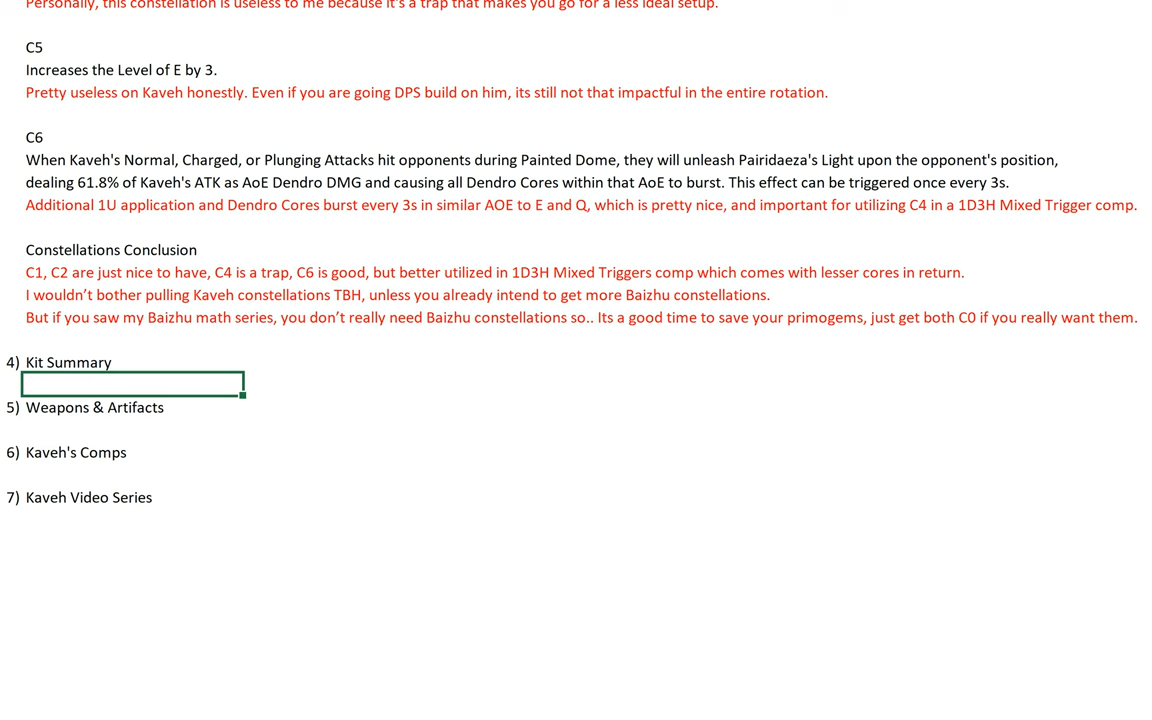 Personally, this constellation is useless to me because it's a trap that makes you go for a less ideal setup.
C5
Increases the Level of E by 3.
Pretty useless on Kaveh honestly. Even if you are going DPS build on him, its still not that impactful in the entire rotation.
C6
When Kaveh's Normal, Charged, or Plunging Attacks hit opponents during Painted Dome, they will unleash Pairidaeza's Light upon the opponent's position,
dealing 61.8% of Kaveh's ATK as AoE Dendro DMG and causing all Dendro Cores within that AoE to burst. This effect can be triggered once every 3s.
Additional 1U application and Dendro Cores burst every 3s in similar AOE to E and Q, which is pretty nice, and important for utilizing C4 in a 1D3H Mixed Trigger comp.
Constellations Conclusion
C1, C2 are just nice to have, C4 is a trap, C6 is good, but better utilized in 1D3H Mixed Triggers comp which comes with lesser cores in return.
I wouldn’t bother pulling Kaveh constellations TBH, unless you already intend to get more Baizhu constellations.
But if you saw my Baizhu math series, you don’t really need Baizhu constellations so.. Its a good time to save your primogems, just get both C0 if you really want them.
4) Kit Summary
5) Weapons & Artifacts
6) Kaveh's Comps
7) Kaveh Video Series